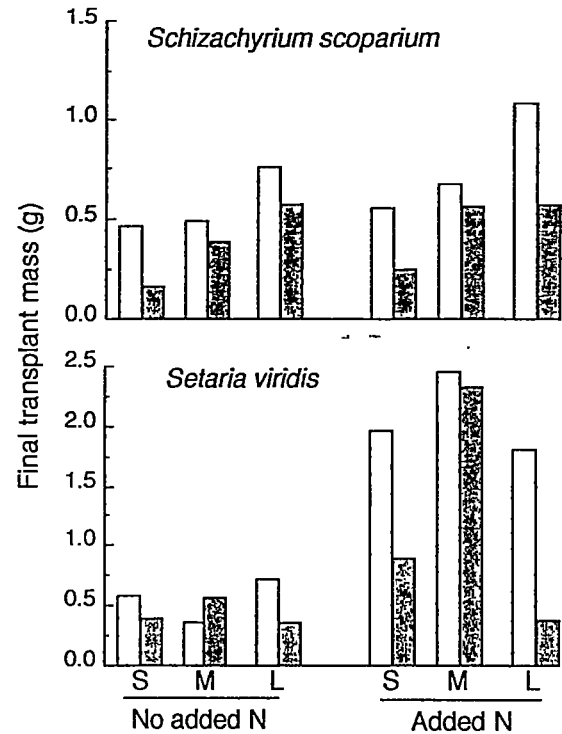 1.5
Schizachyrium scoparium
1.0
0.5
0.0
Final transplant mass (g)
2.5
Setaria viridis
2.0
1.5
1.0
0.5
0.0
S M L S M L
No added N Added N